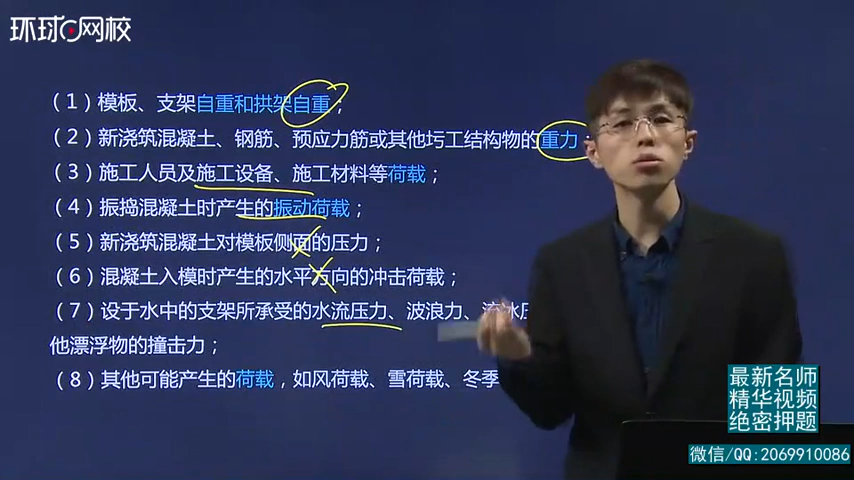 环球网校
（1）模板、支架自重和拱架自重；
（2）新浇筑混凝土、钢筋、预应力筋或其他圬工结构物的重力；
（3）施工人员及施工设备、施工材料等荷载；
（4）振捣混凝土时产生的振动荷载；
（5）新浇筑混凝土对模板侧面的压力；
（6）混凝土入模时产生的水平方向的冲击荷载；
（7）设于水中的支架所承受的水流压力、波浪力、流冰压
他漂浮物的撞击力；
（8）其他可能产生的荷载，如风荷载、雪荷载、冬季
最新名师
精华视频
绝密押题
微信/QQ:2069910086